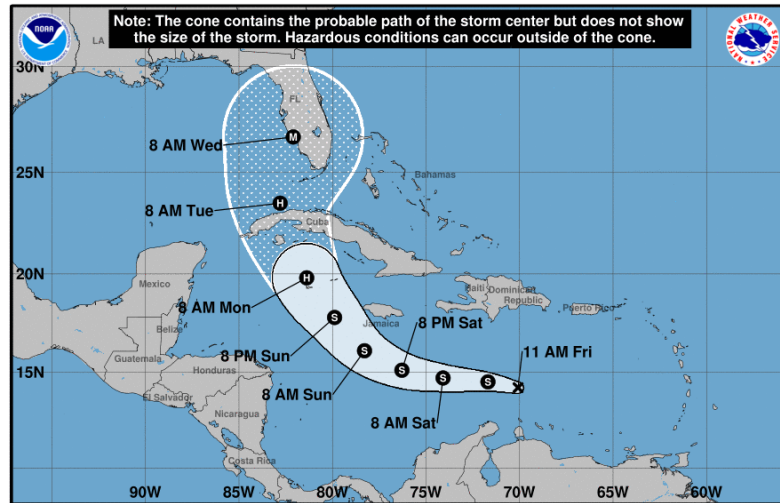 Note: The cone contains the probable path of the storm center but does not show
the size of the storm. Hazardous conditions can occur outside of the cone.
NOAA
NATIONAL WEATHER SERVICE
LA
30N
FL
8 AM Wed
M
25N
Bahamas
8 AM Tue
H
Cuba
20N
Mexico
H
8 AM Mon
Haiti
Dominican
Republic
Puerto Rico
Belize
S
Jamaica
8 PM Sat
8 PM Sun
S
11 AM Fri
Guatemala
Honduras
15N
S
S
S
8 AM Sun
El Salvador
Nicaragua
8 AM Sat
Costa Rica
90W
85W
80W
75W
70W
65W
60W